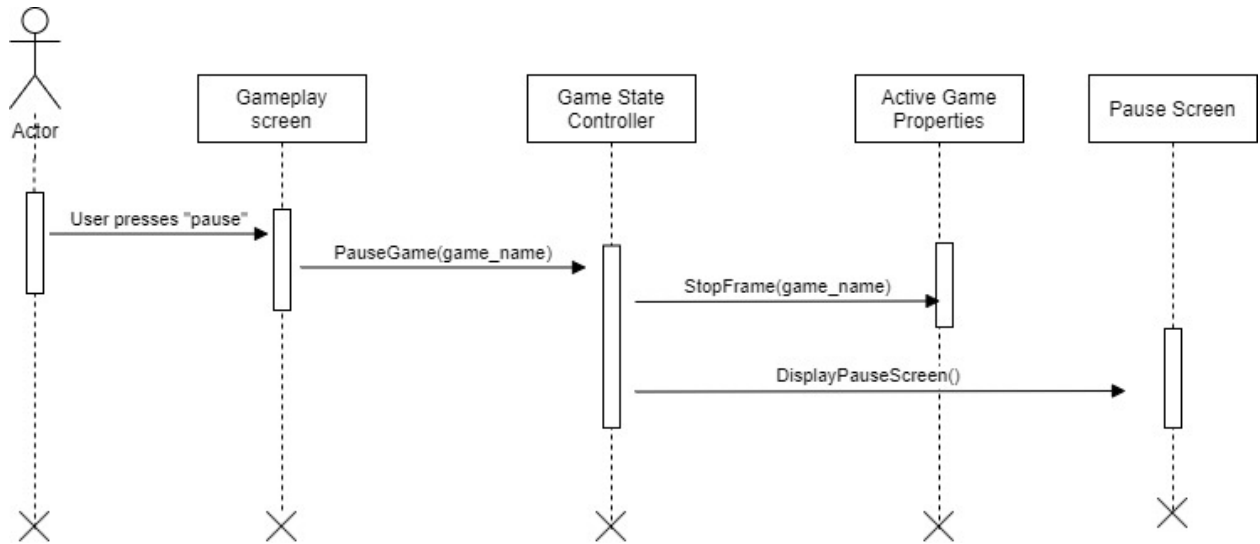 Actor
Gameplay
screen
Game State
Controller
Active Game
Properties
Pause Screen
User presses "pause"
PauseGame(game_name)
StopFrame(game_name)
DisplayPauseScreen()